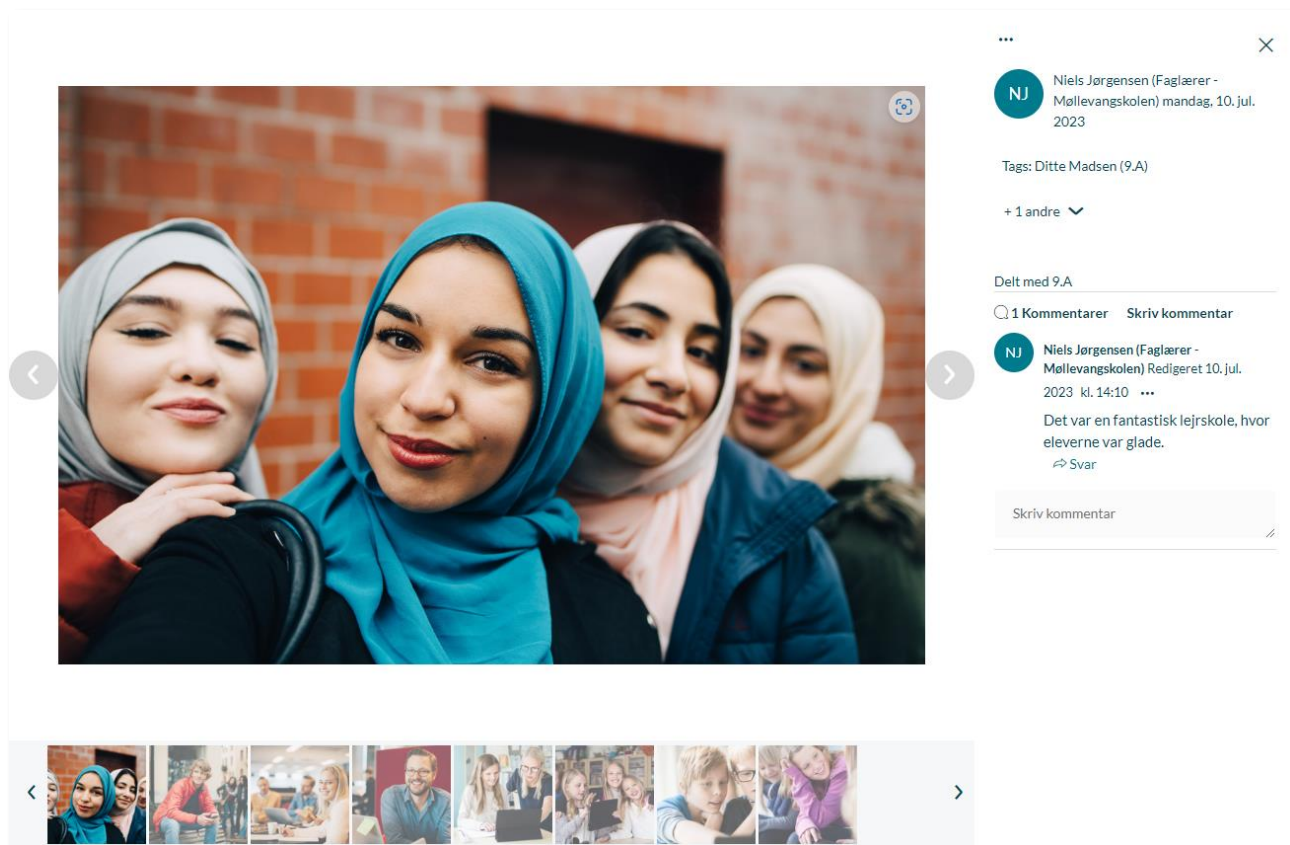 NJ
Niels Jørgensen (Faglærer -
Møllevangskolen) mandag, 10. jul.
2023
Tags: Ditte Madsen (9.A)
+ 1 andre
Delt med 9.A
1 Kommentarer Skriv kommentar
NJ
Niels Jørgensen (Faglærer -
Møllevangskolen) Redigeret 10. jul.
2023 kl. 14:10
Det var en fantastisk lejrskole, hvor
eleverne var glade.
Svar
Skriv kommentar